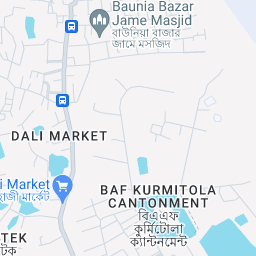 Baunia Bazar
Jame Masjid
বাউনিয়া বাজার
জামে মসজিদ
DALI MARKET
i Market
হাজী মার্কেট
BAF KURMITOLA
CANTONMENT
বিএএফ
কুর্মিটোলা
ক্যান্টনমেন্ট
TEK
টেক